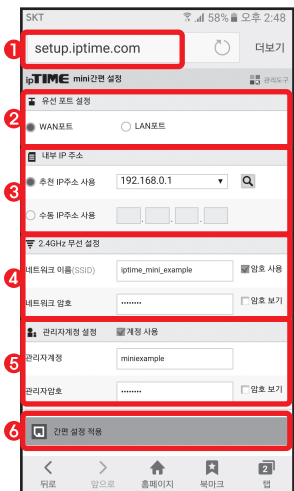 SKT 58% 오후 2:48
1 setup.iptime.com 더보기
ipTIME mini간편 설정 관리도구
유선 포트 설정
2 WAN포트 LAN포트
내부 IP 주소
추천 IP주소 사용 192.168.0.1
3
수동 IP주소 사용 . . .
2.4GHz 무선 설정
네트워크 이름(SSID) iptime_mini_example 암호 사용
4
네트워크 암호 •••••••• 암호 보기
관리자계정 설정 계정 사용
5 관리자계정 miniexample
관리자암호 •••••••• 암호 보기
6 간편 설정 적용
2
뒤로 앞으로 홈페이지 북마크 탭